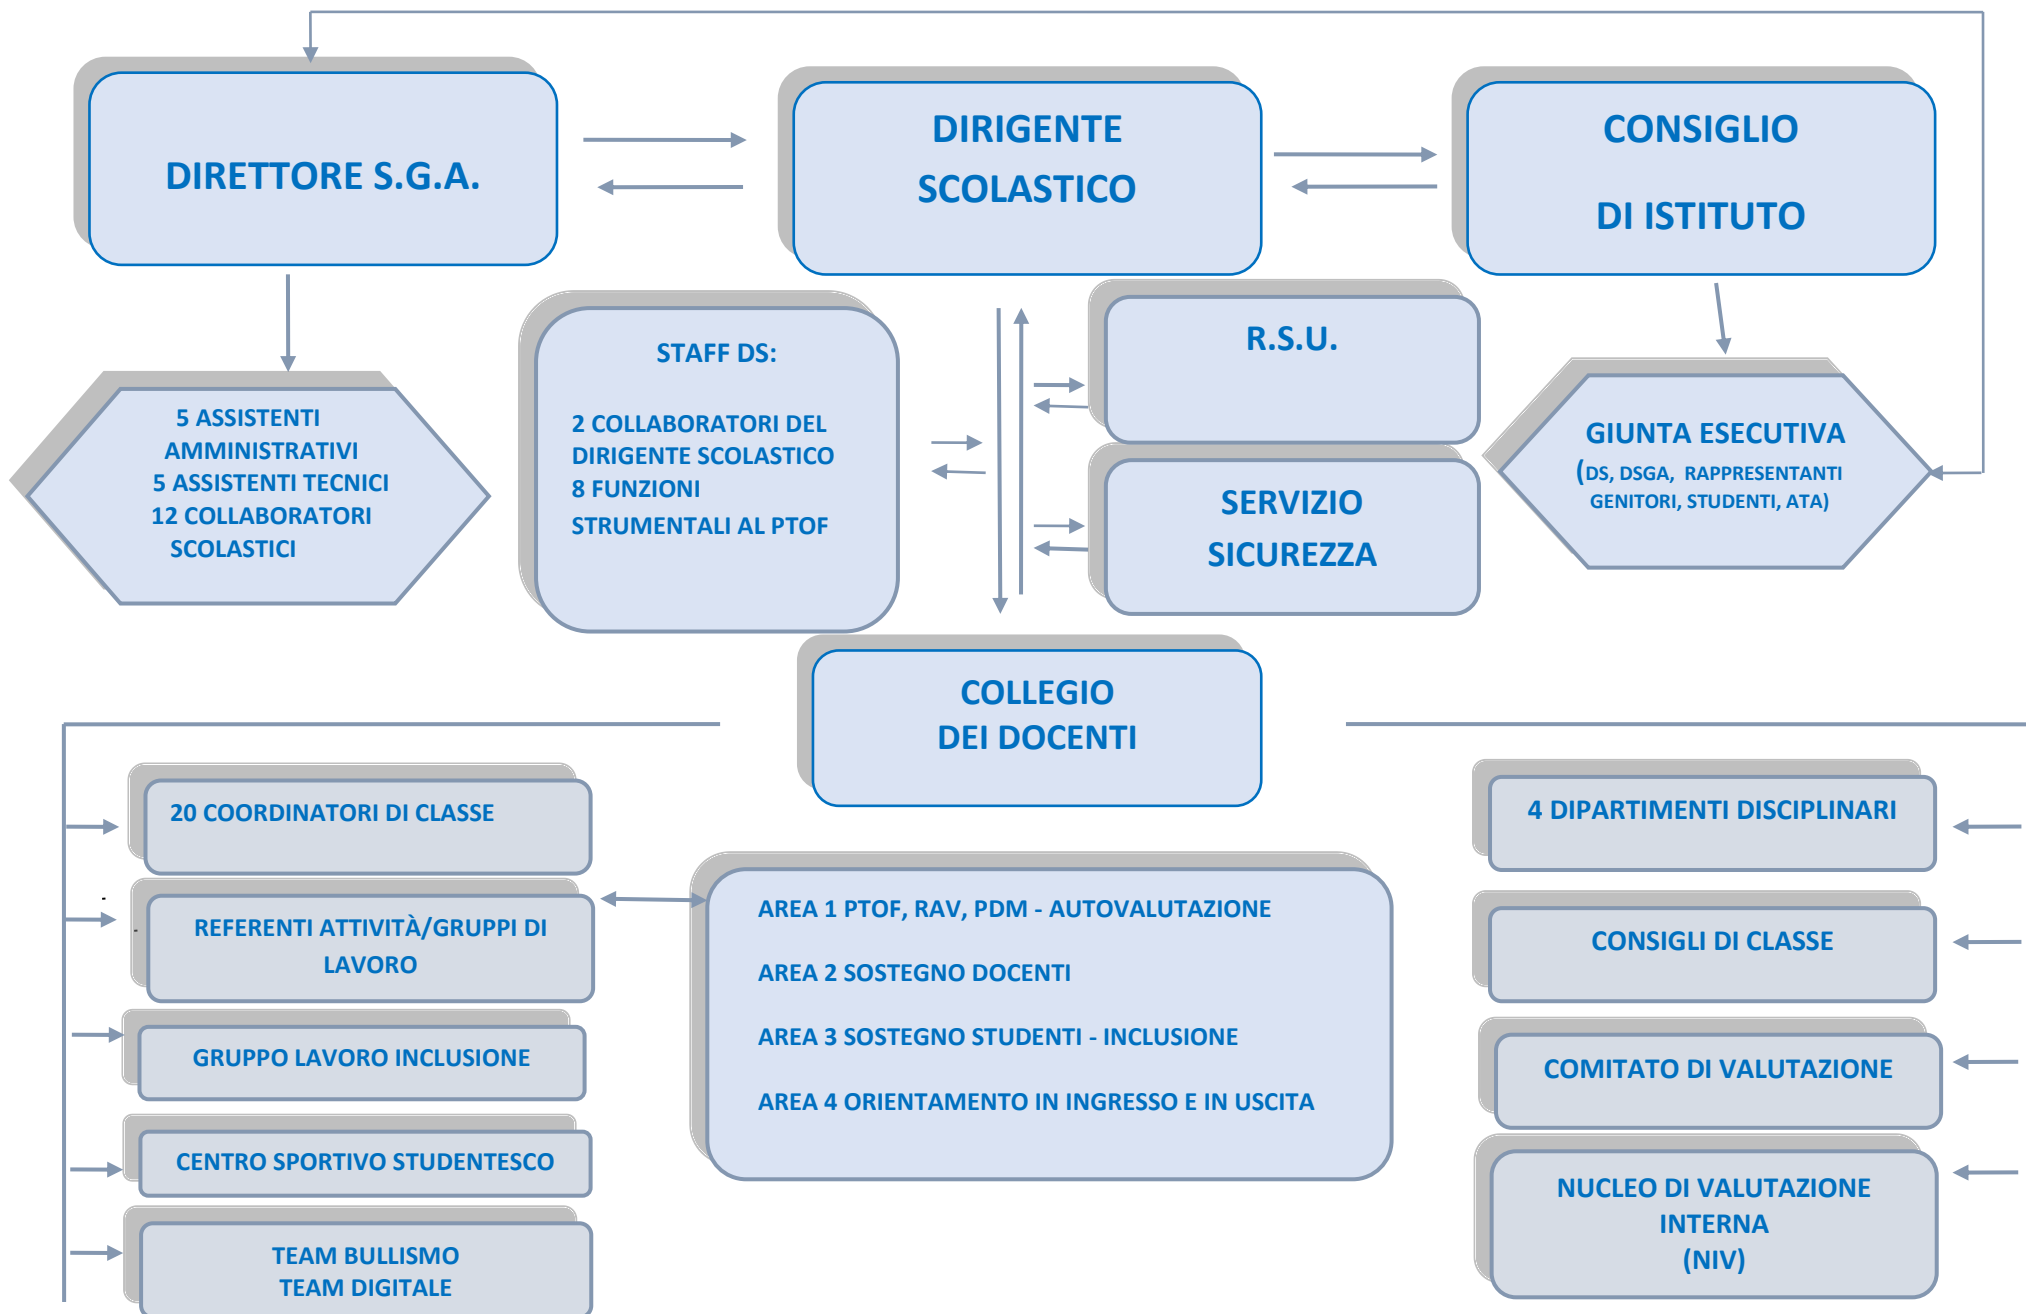 DIRETTORE S.G.A.
DIRIGENTE
SCOLASTICO
CONSIGLIO
DI ISTITUTO
5 ASSISTENTI
AMMINISTRATIVI
5 ASSISTENTI TECNICI
12 COLLABORATORI
SCOLASTICI
STAFF DS:
2 COLLABORATORI DEL
DIRIGENTE SCOLASTICO
8 FUNZIONI
STRUMENTALI AL PTOF
R.S.U.
SERVIZIO
SICUREZZA
GIUNTA ESECUTIVA
(DS, DSGA, RAPPRESENTANTI
GENITORI, STUDENTI, ATA)
COLLEGIO
DEI DOCENTI
20 COORDINATORI DI CLASSE
REFERENTI ATTIVITÀ/GRUPPI DI
LAVORO
GRUPPO LAVORO INCLUSIONE
CENTRO SPORTIVO STUDENTESCO
TEAM BULLISMO
TEAM DIGITALE
AREA 1 PTOF, RAV, PDM - AUTOVALUTAZIONE
AREA 2 SOSTEGNO DOCENTI
AREA 3 SOSTEGNO STUDENTI - INCLUSIONE
AREA 4 ORIENTAMENTO IN INGRESSO E IN USCITA
4 DIPARTIMENTI DISCIPLINARI
CONSIGLI DI CLASSE
COMITATO DI VALUTAZIONE
NUCLEO DI VALUTAZIONE
INTERNA
(NIV)